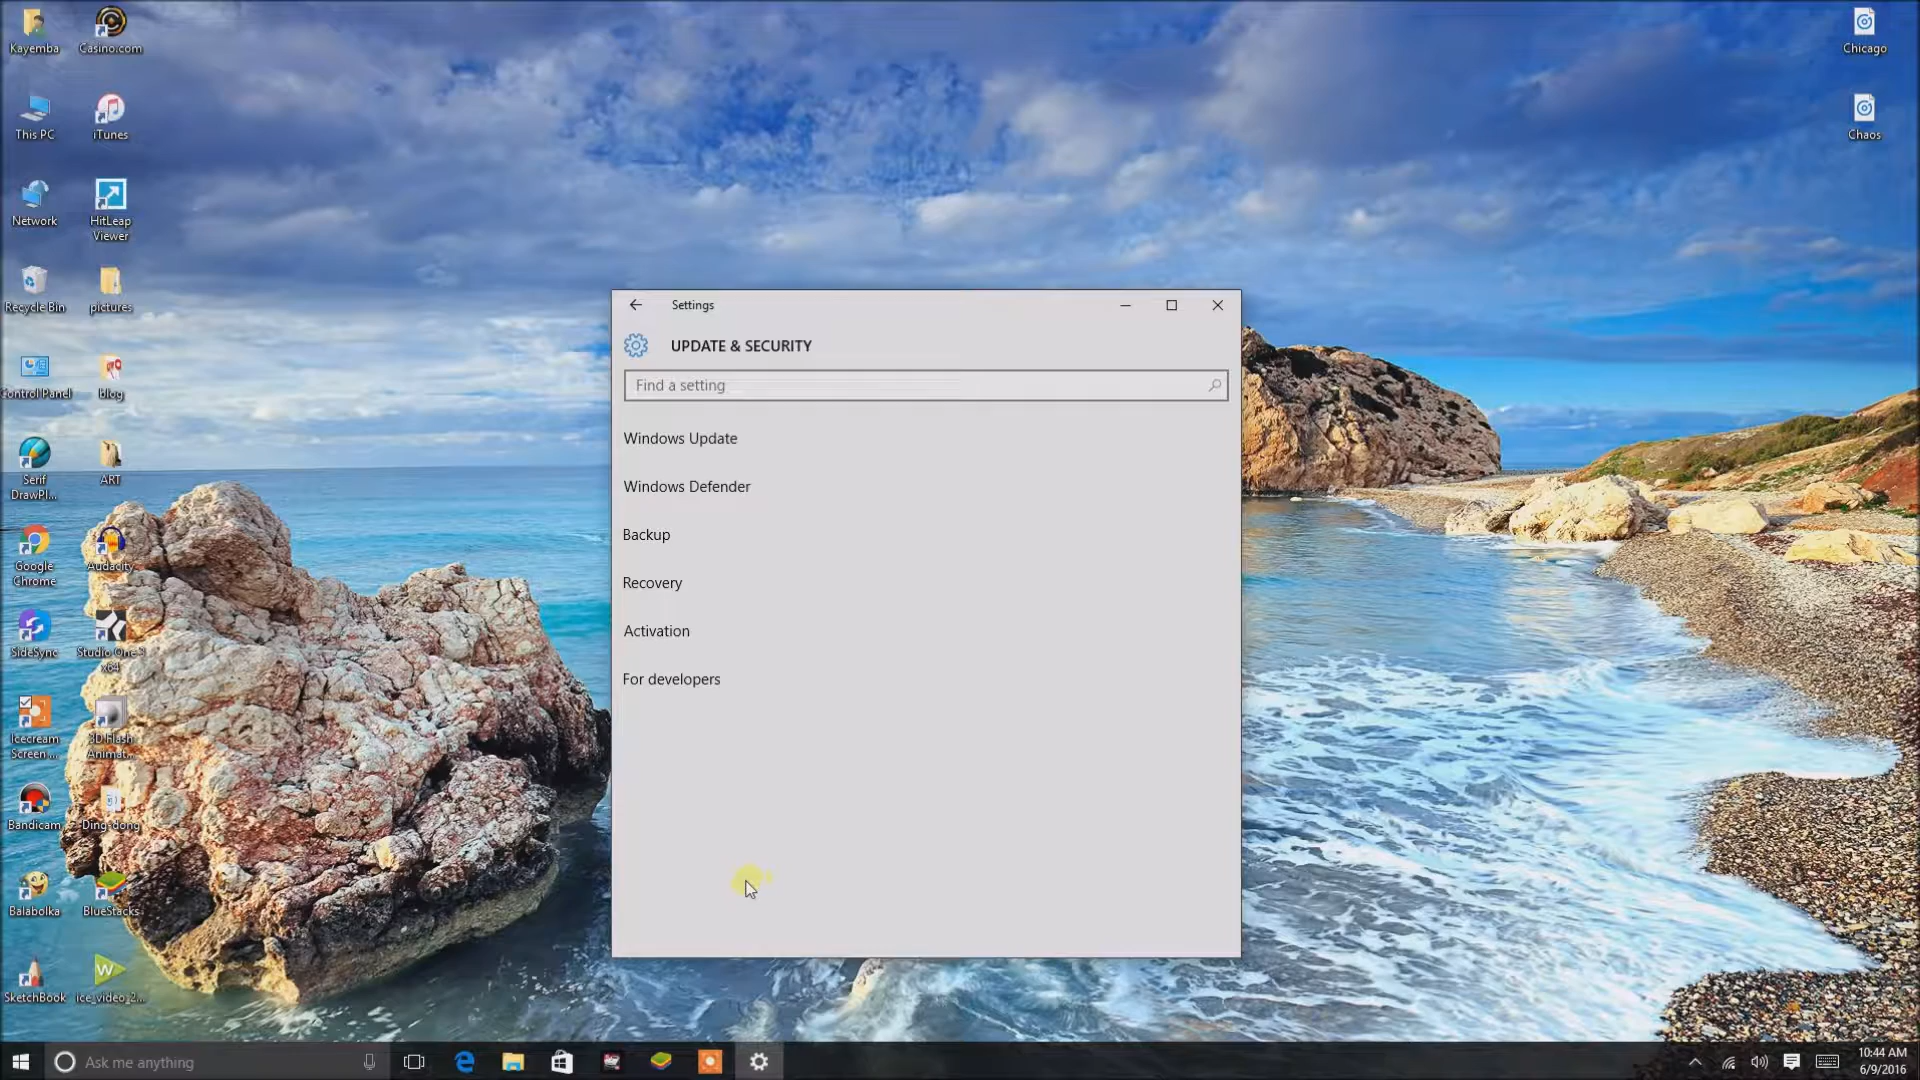 Kayemba
Casino.com
This PC
iTunes
Network
HitLeap
Viewer
Recycle Bin
pictures
Control Panel
blog
Serif
DrawPl...
ART
Google
Chrome
Audacity
SideSync
Studio One 3
x64
Icecream
Screen ...
3D Flash
Animat...
Bandicam
Ding-dong
Balabolka
BlueStacks
SketchBook
ice_video_2...
Chicago
Chaos
Settings
UPDATE & SECURITY
Find a setting
Windows Update
Windows Defender
Backup
Recovery
Activation
For developers
Ask me anything
10:44 AM
6/9/2016